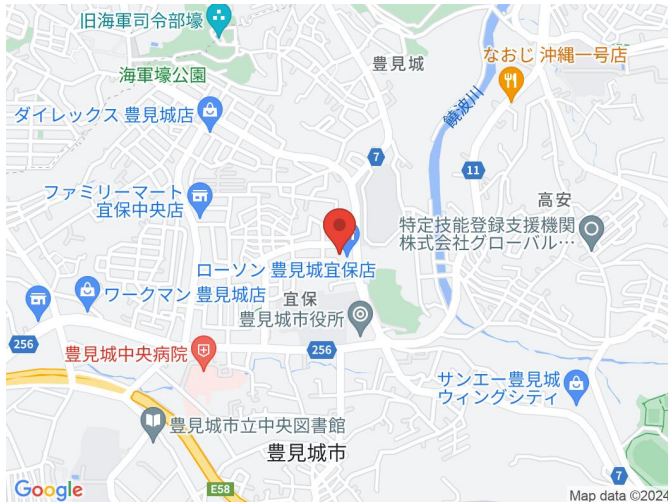 旧海軍司令部壕
海軍壕公園
豊見城
なおじ 沖縄一号店
ダイレックス 豊見城店
饒波川
7
11
ファミリーマート
宜保中央店
高安
特定技能登録支援機関
株式会社グローバル…
ローソン 豊見城宜保店
ワークマン 豊見城店
宜保
豊見城市役所
256
豊見城中央病院
256
サンエー豊見城
ウィングシティ
豊見城市立中央図書館
豊見城市
7
E58
Google
Map data ©2024